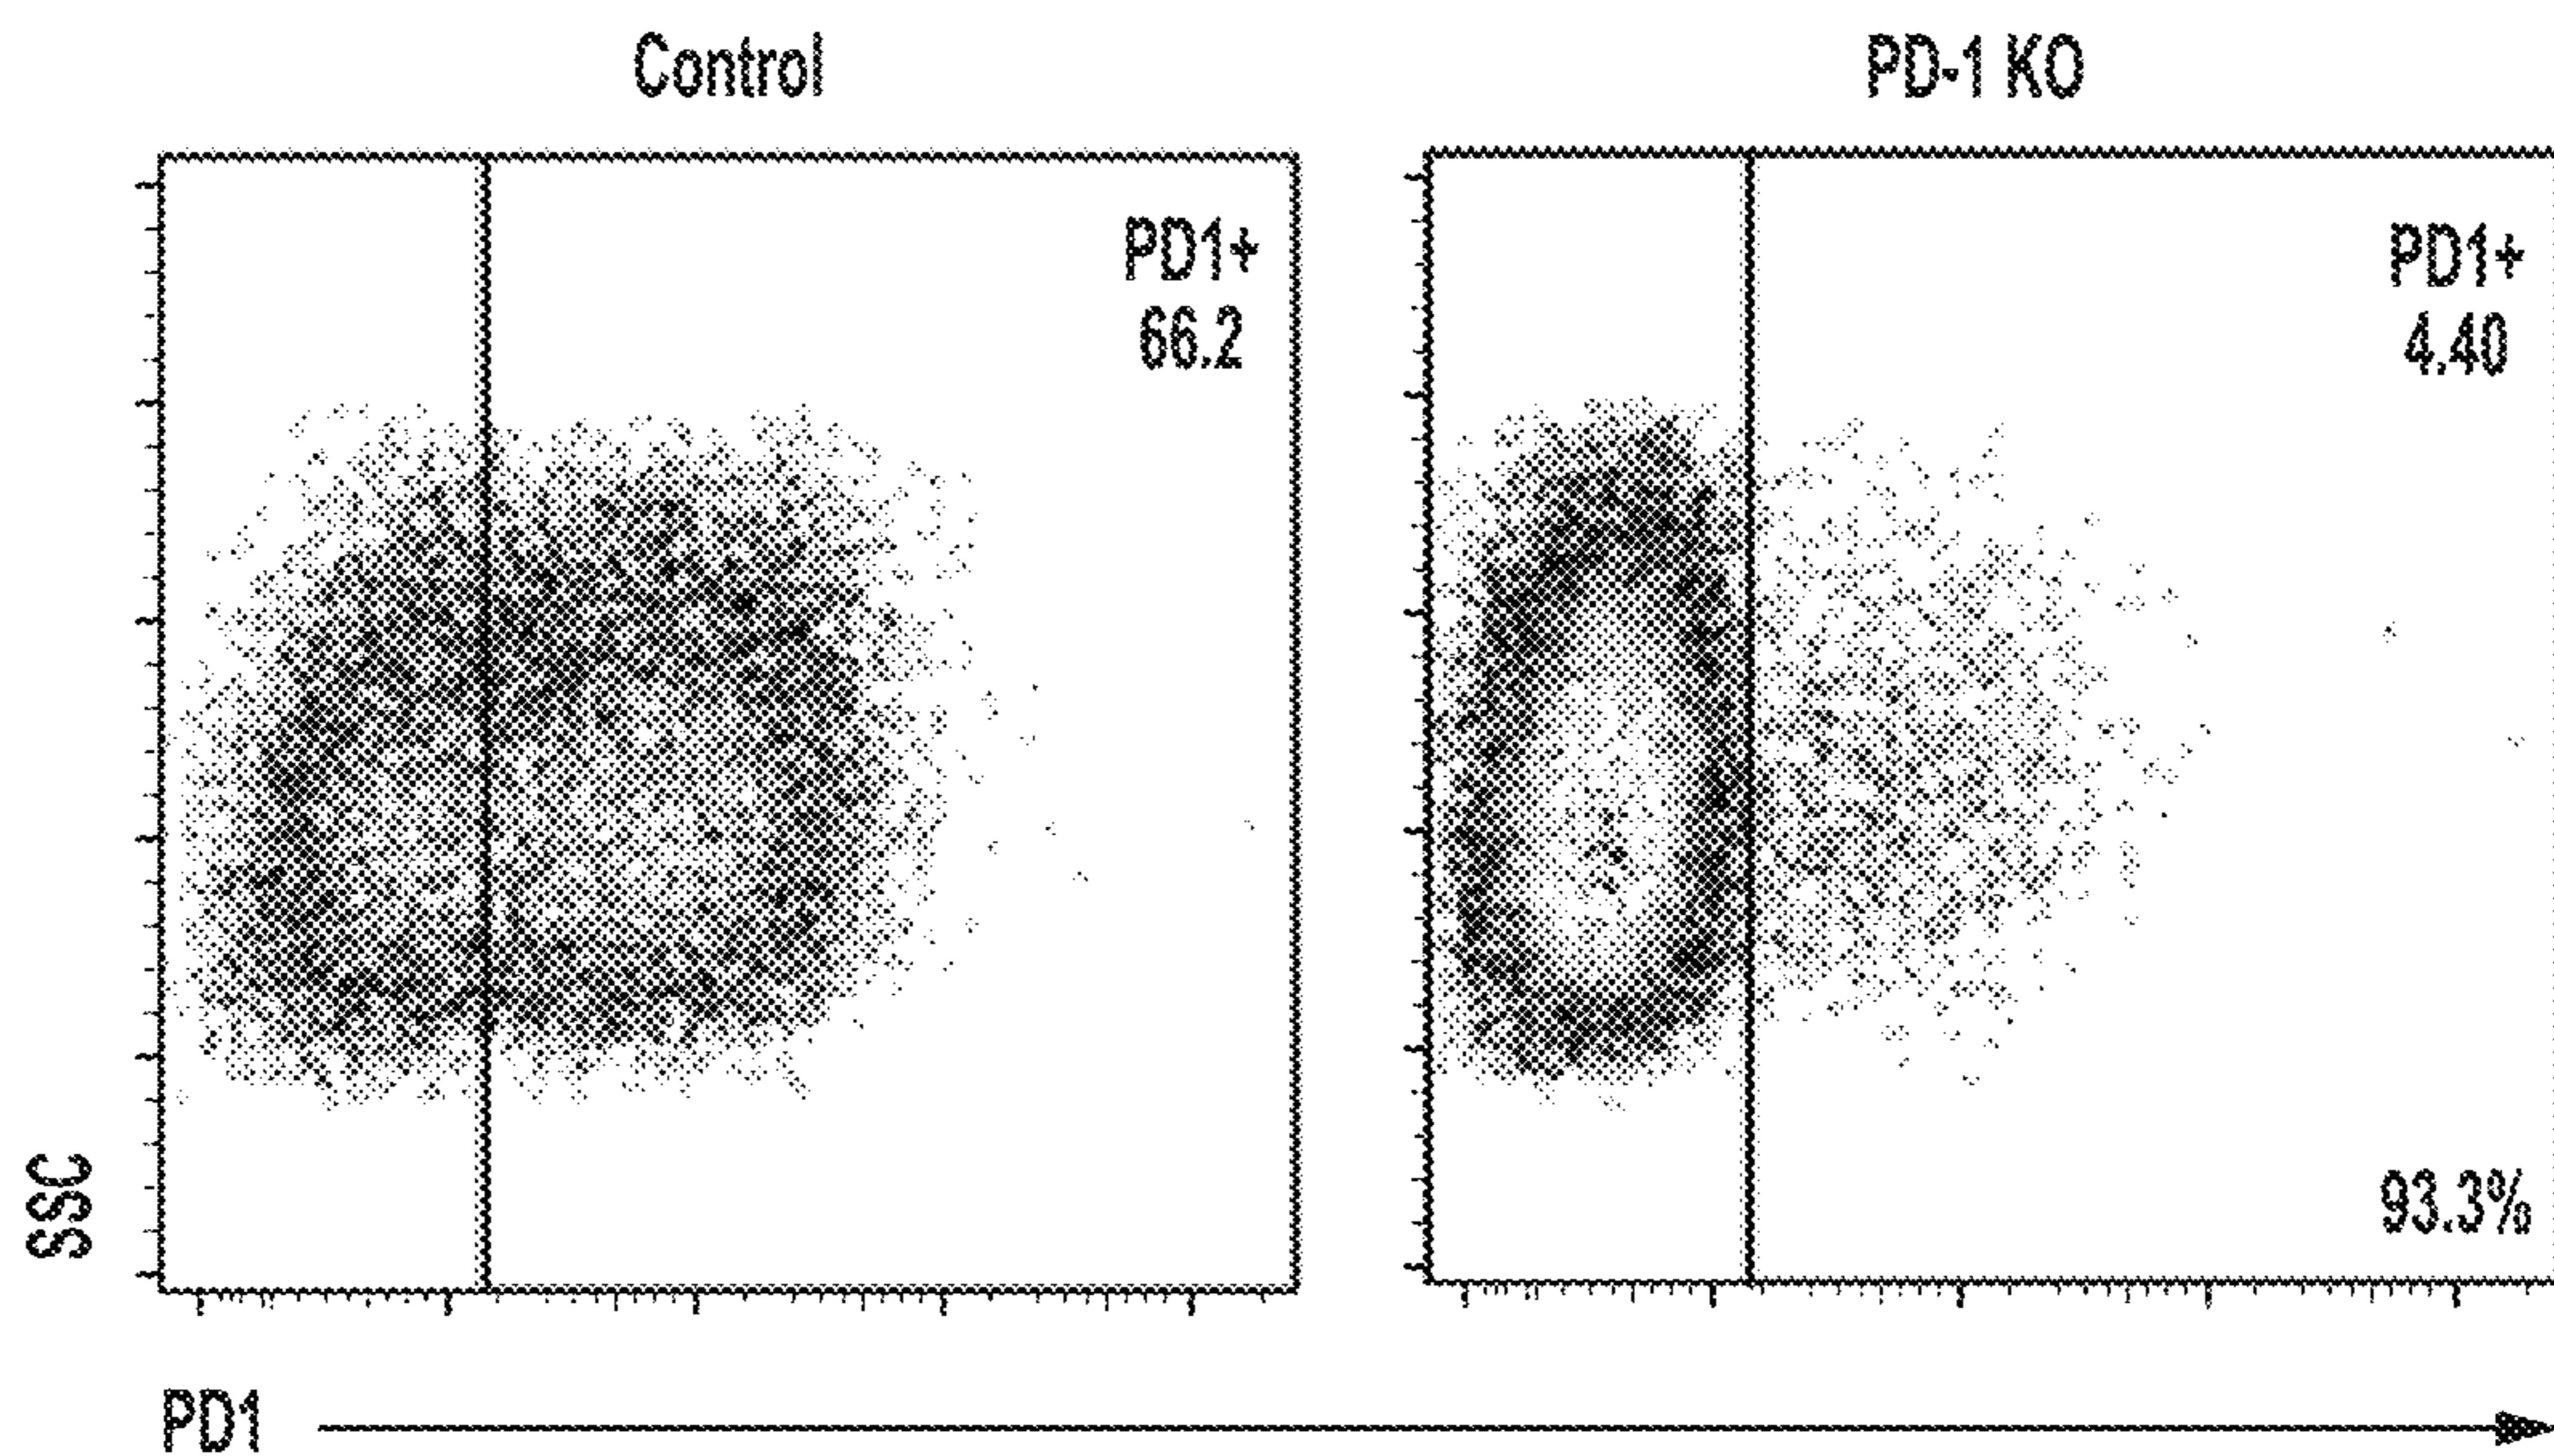 Control
PD-1 KO
PD1+
66.2
PD1+
4.40
93.3%
SSC
PD1